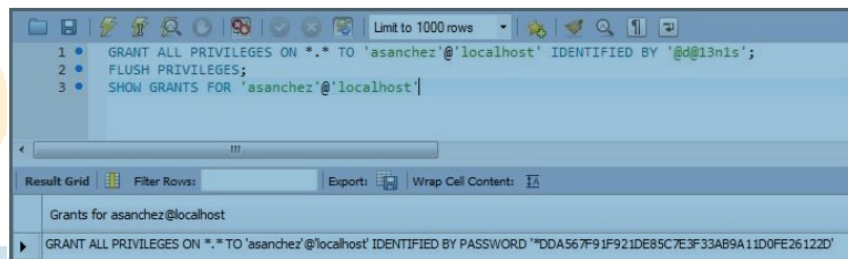 Limit to 1000 rows
1 GRANT ALL PRIVILEGES ON *.* TO 'asanchez'@'localhost' IDENTIFIED BY '@d@13n1s';
2 FLUSH PRIVILEGES;
3 SHOW GRANTS FOR 'asanchez'@'localhost'
Result Grid Filter Rows: Export: Wrap Cell Content: IA
Grants for asanchez@localhost
GRANT ALL PRIVILEGES ON *.* TO 'asanchez'@'localhost' IDENTIFIED BY PASSWORD '*DDA567F91F921DE85C7E3F33AB9A11D0FE26122D'